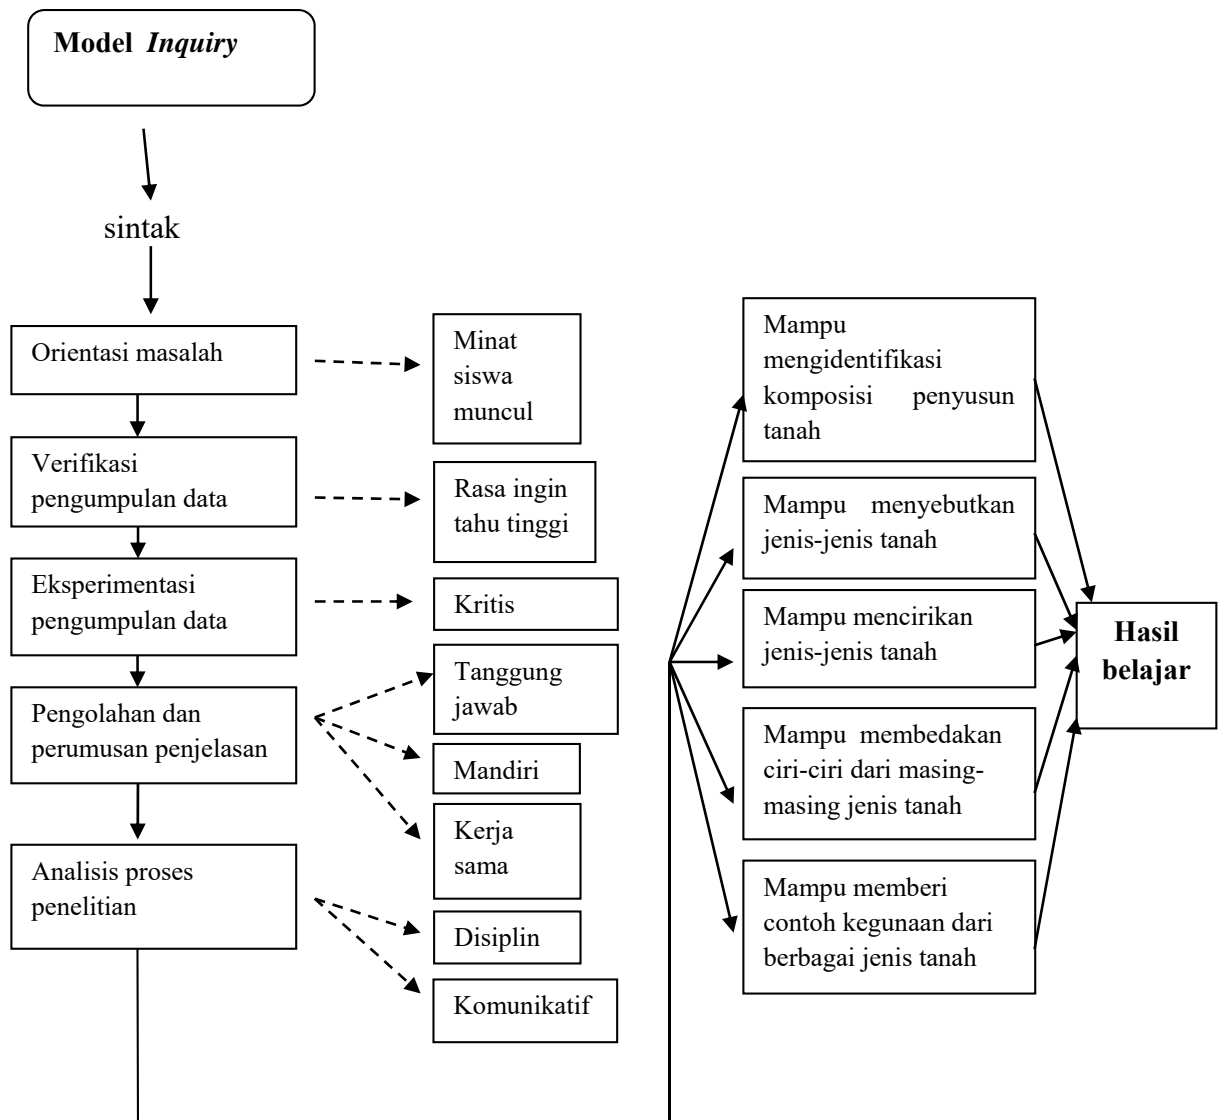 Model Inquiry
sintak
Orientasi masalah
Verifikasi
pengumpulan data
Eksperimentasi
pengumpulan data
Pengolahan dan
perumusan penjelasan
Analisis proses
penelitian
Minat
siswa
muncul
Rasa ingin
tahu tinggi
Kritis
Tanggung
jawab
Mandiri
Kerja
sama
Disiplin
Komunikatif
Mampu
mengidentifikasi
komposisi penyusun
tanah
Mampu menyebutkan
jenis-jenis tanah
Mampu mencirikan
jenis-jenis tanah
Mampu membedakan
ciri-ciri dari masing-
masing jenis tanah
Mampu memberi
contoh kegunaan dari
berbagai jenis tanah
Hasil
belajar